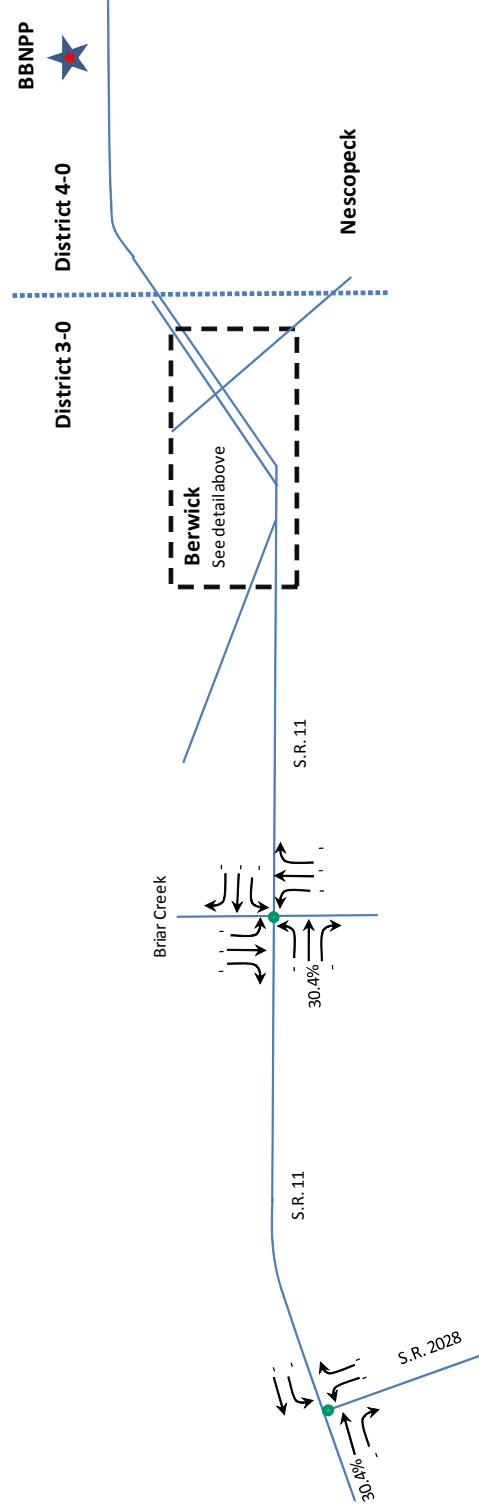 BBNPP
District 3-0
District 4-0
Nescopeck
Berwick
See detail above
S.R. 11
Briar Creek
-
-
-
-
-
-
-
30.4%
-
-
-
-
S.R. 11
-
-
-
-
S.R. 2028
30.4%
-